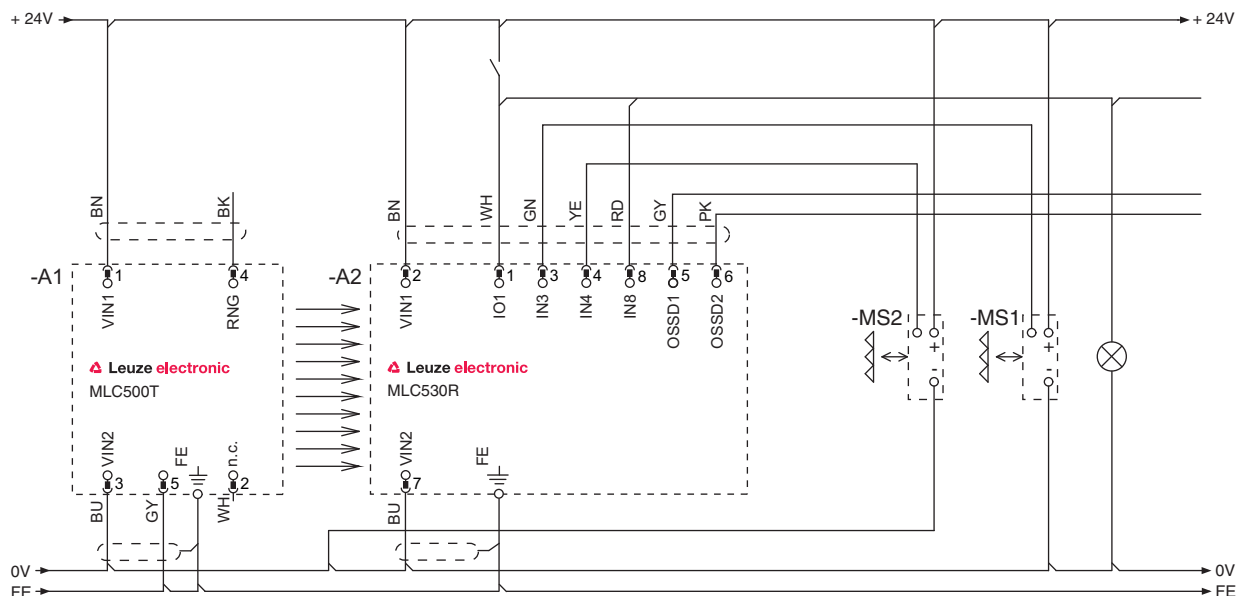 + 24V
+ 24V
BN
BK
BN
WH
GN
YE
RD
GY
PK
-A1
1
4
-A2
2
1
3
4
8
5
6
VIN1
RNG
VIN1
IO1
IN3
IN4
IN8
OSSD1
OSSD2
-MS2
-MS1
+
+
-
-
Leuze electronic
MLC500T
Leuze electronic
MLC530R
VIN2
FE
n.c.
VIN2
FE
3
5
2
7
BU
GY
WH
BU
0V
0V
FE
FE